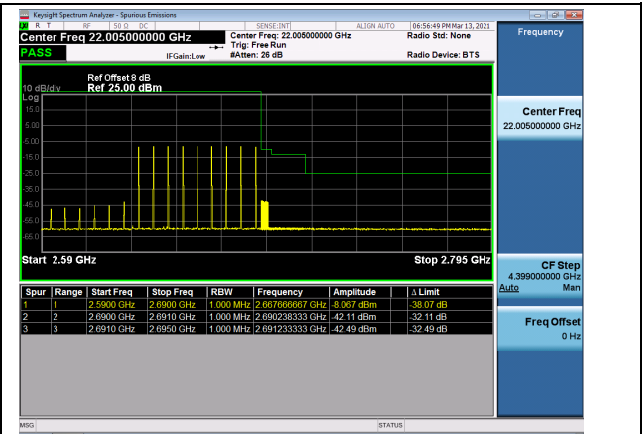 Keysight Spectrum Analyzer - Spurious Emissions
R T RF 50 Ω DC SENSE:INT ALIGN AUTO 06:56:49 PM Mar 13, 2021
Center Freq 22.005000000 GHz
Center Freq: 22.005000000 GHz
Radio Std: None
Trig: Free Run
PASS
IFGain:Low
#Atten: 26 dB
Radio Device: BTS
Frequency
Ref Offset 8 dB
10 dB/div Ref 25.00 dBm
Log
15.0
5.00
-5.00
-15.0
-25.0
-35.0
-45.0
-55.0
-65.0
Start 2.59 GHz
Stop 2.795 GHz
Center Freq
22.005000000 GHz
CF Step
4.399000000 GHz
Auto Man
Freq Offset
0 Hz
Spur Range Start Freq Stop Freq RBW Frequency Amplitude Δ Limit
1 1 2.5900 GHz 2.6900 GHz 1.000 MHz 2.667666667 GHz -8.067 dBm -38.07 dB
2 2 2.6900 GHz 2.6910 GHz 1.000 MHz 2.690238333 GHz -42.11 dBm -32.11 dB
3 3 2.6910 GHz 2.6950 GHz 1.000 MHz 2.691233333 GHz -42.49 dBm -32.49 dB
MSG
STATUS